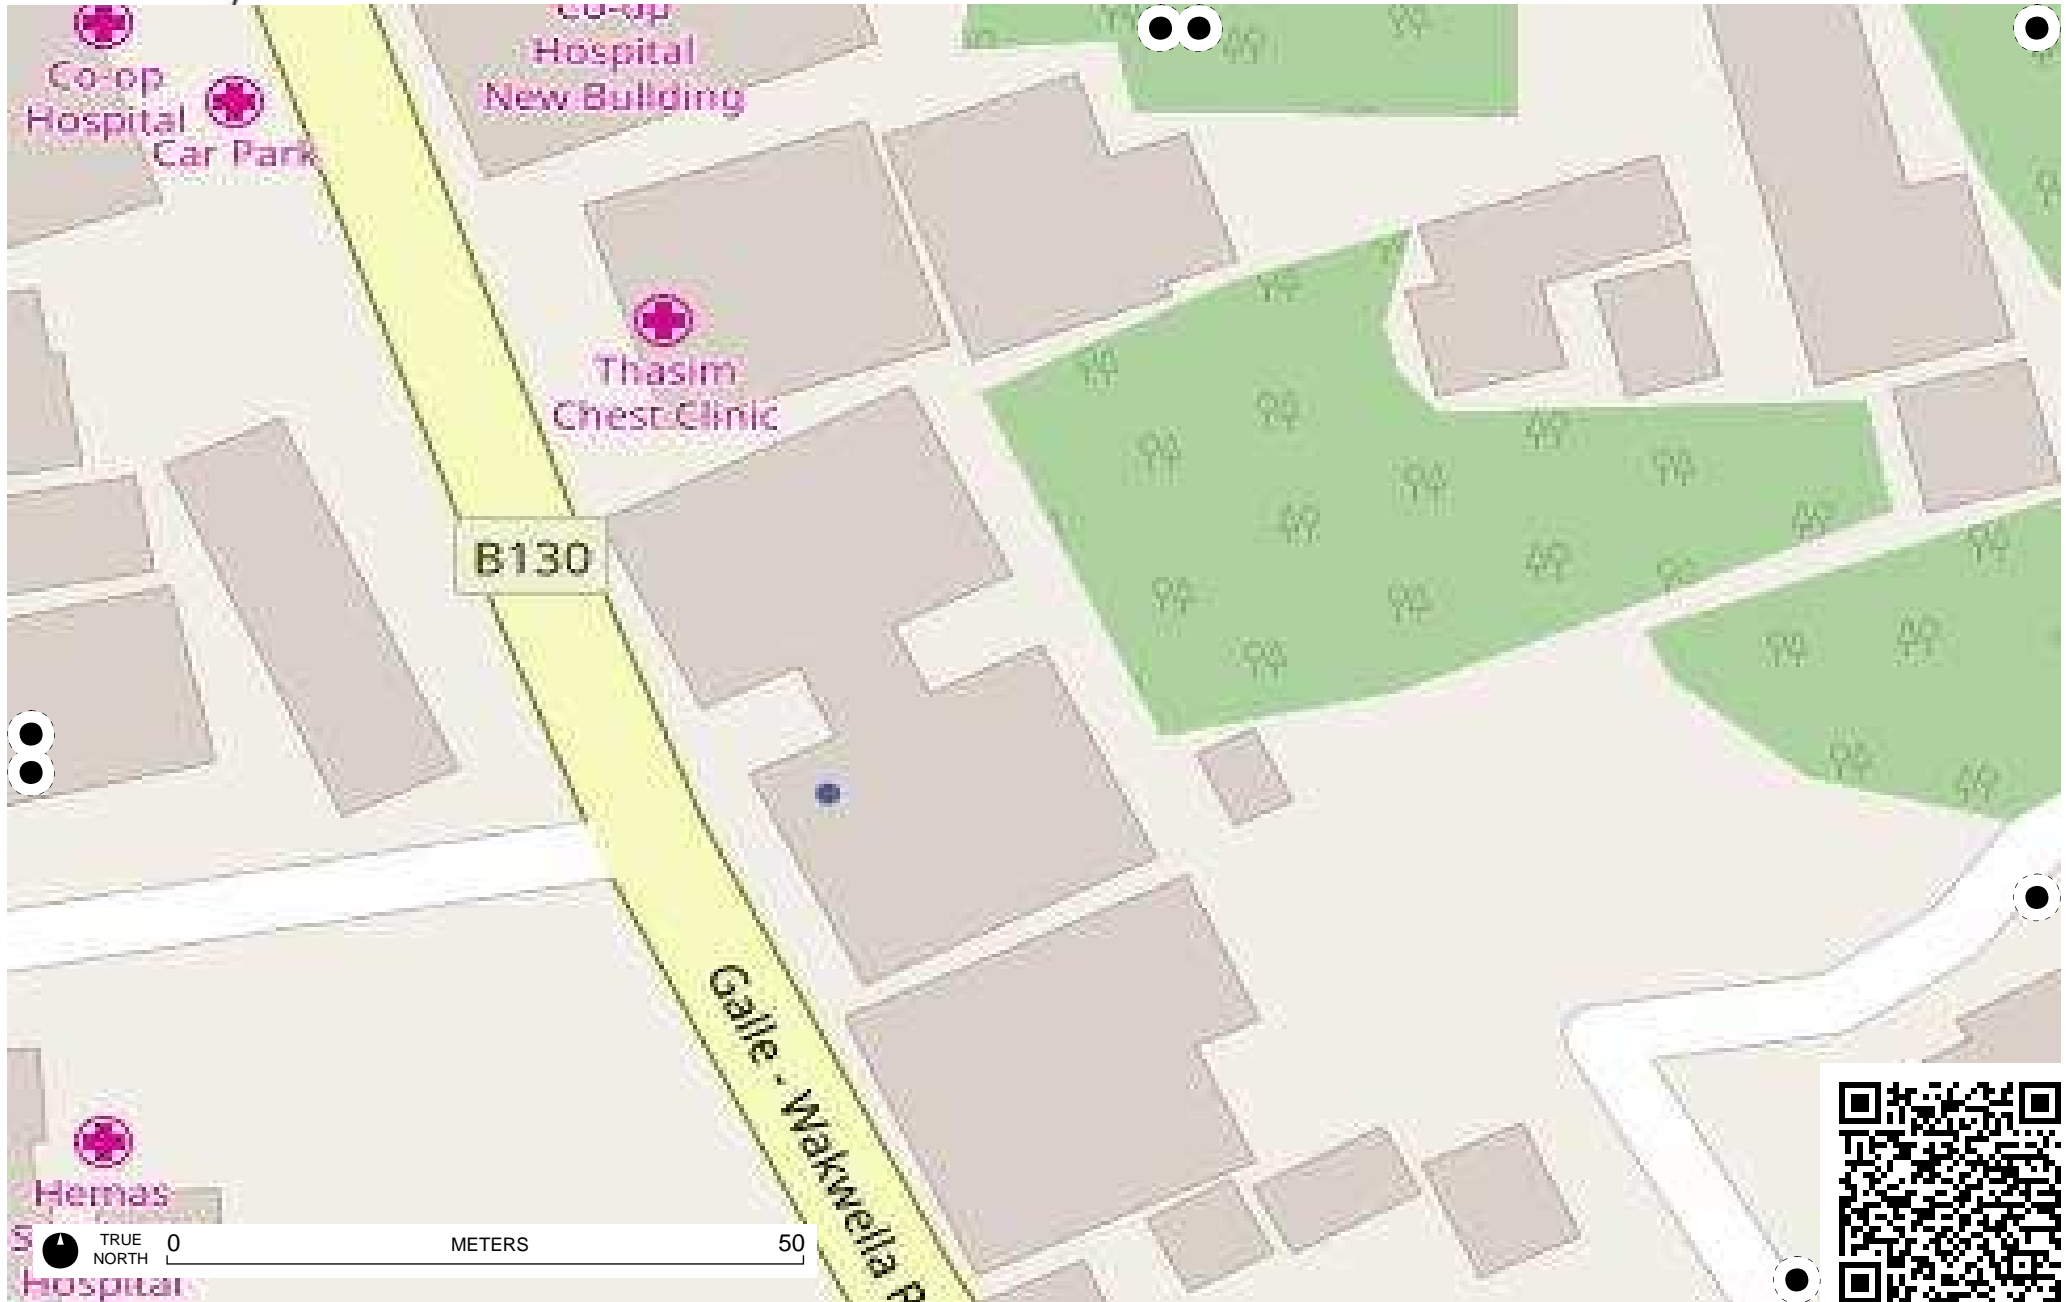 Co-op
Hospital
New Building
Co-op
Hospital
Car Park
Thasim
Chest Clinic
B130
Galle - Wakwella
Hemas
Hospital
TRUE
NORTH
0
METERS
50